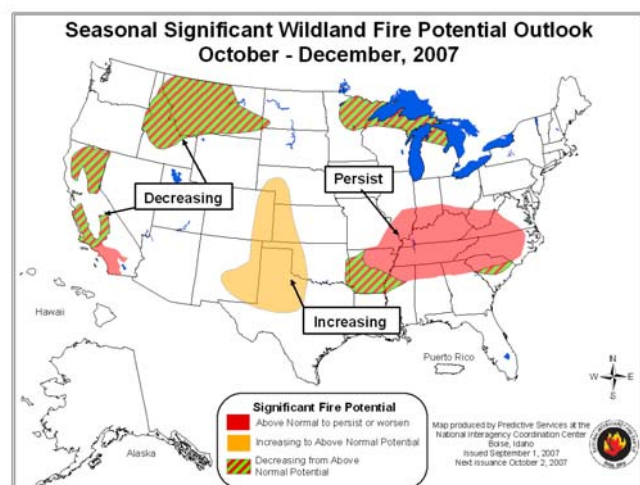 Seasonal Significant Wildland Fire Potential Outlook
October - December, 2007
Persist
Decreasing
Increasing
Hawaii
Puerto Rico
Alaska
N
W
E
S
Significant Fire Potential
Above Normal to persist or worsen
Increasing to Above Normal Potential
Decreasing from Above
Normal Potential
Map produced by Predictive Services at the
National Interagency Coordination Center
Boise, Idaho
Issued September 1, 2007
Next issuance October 2, 2007